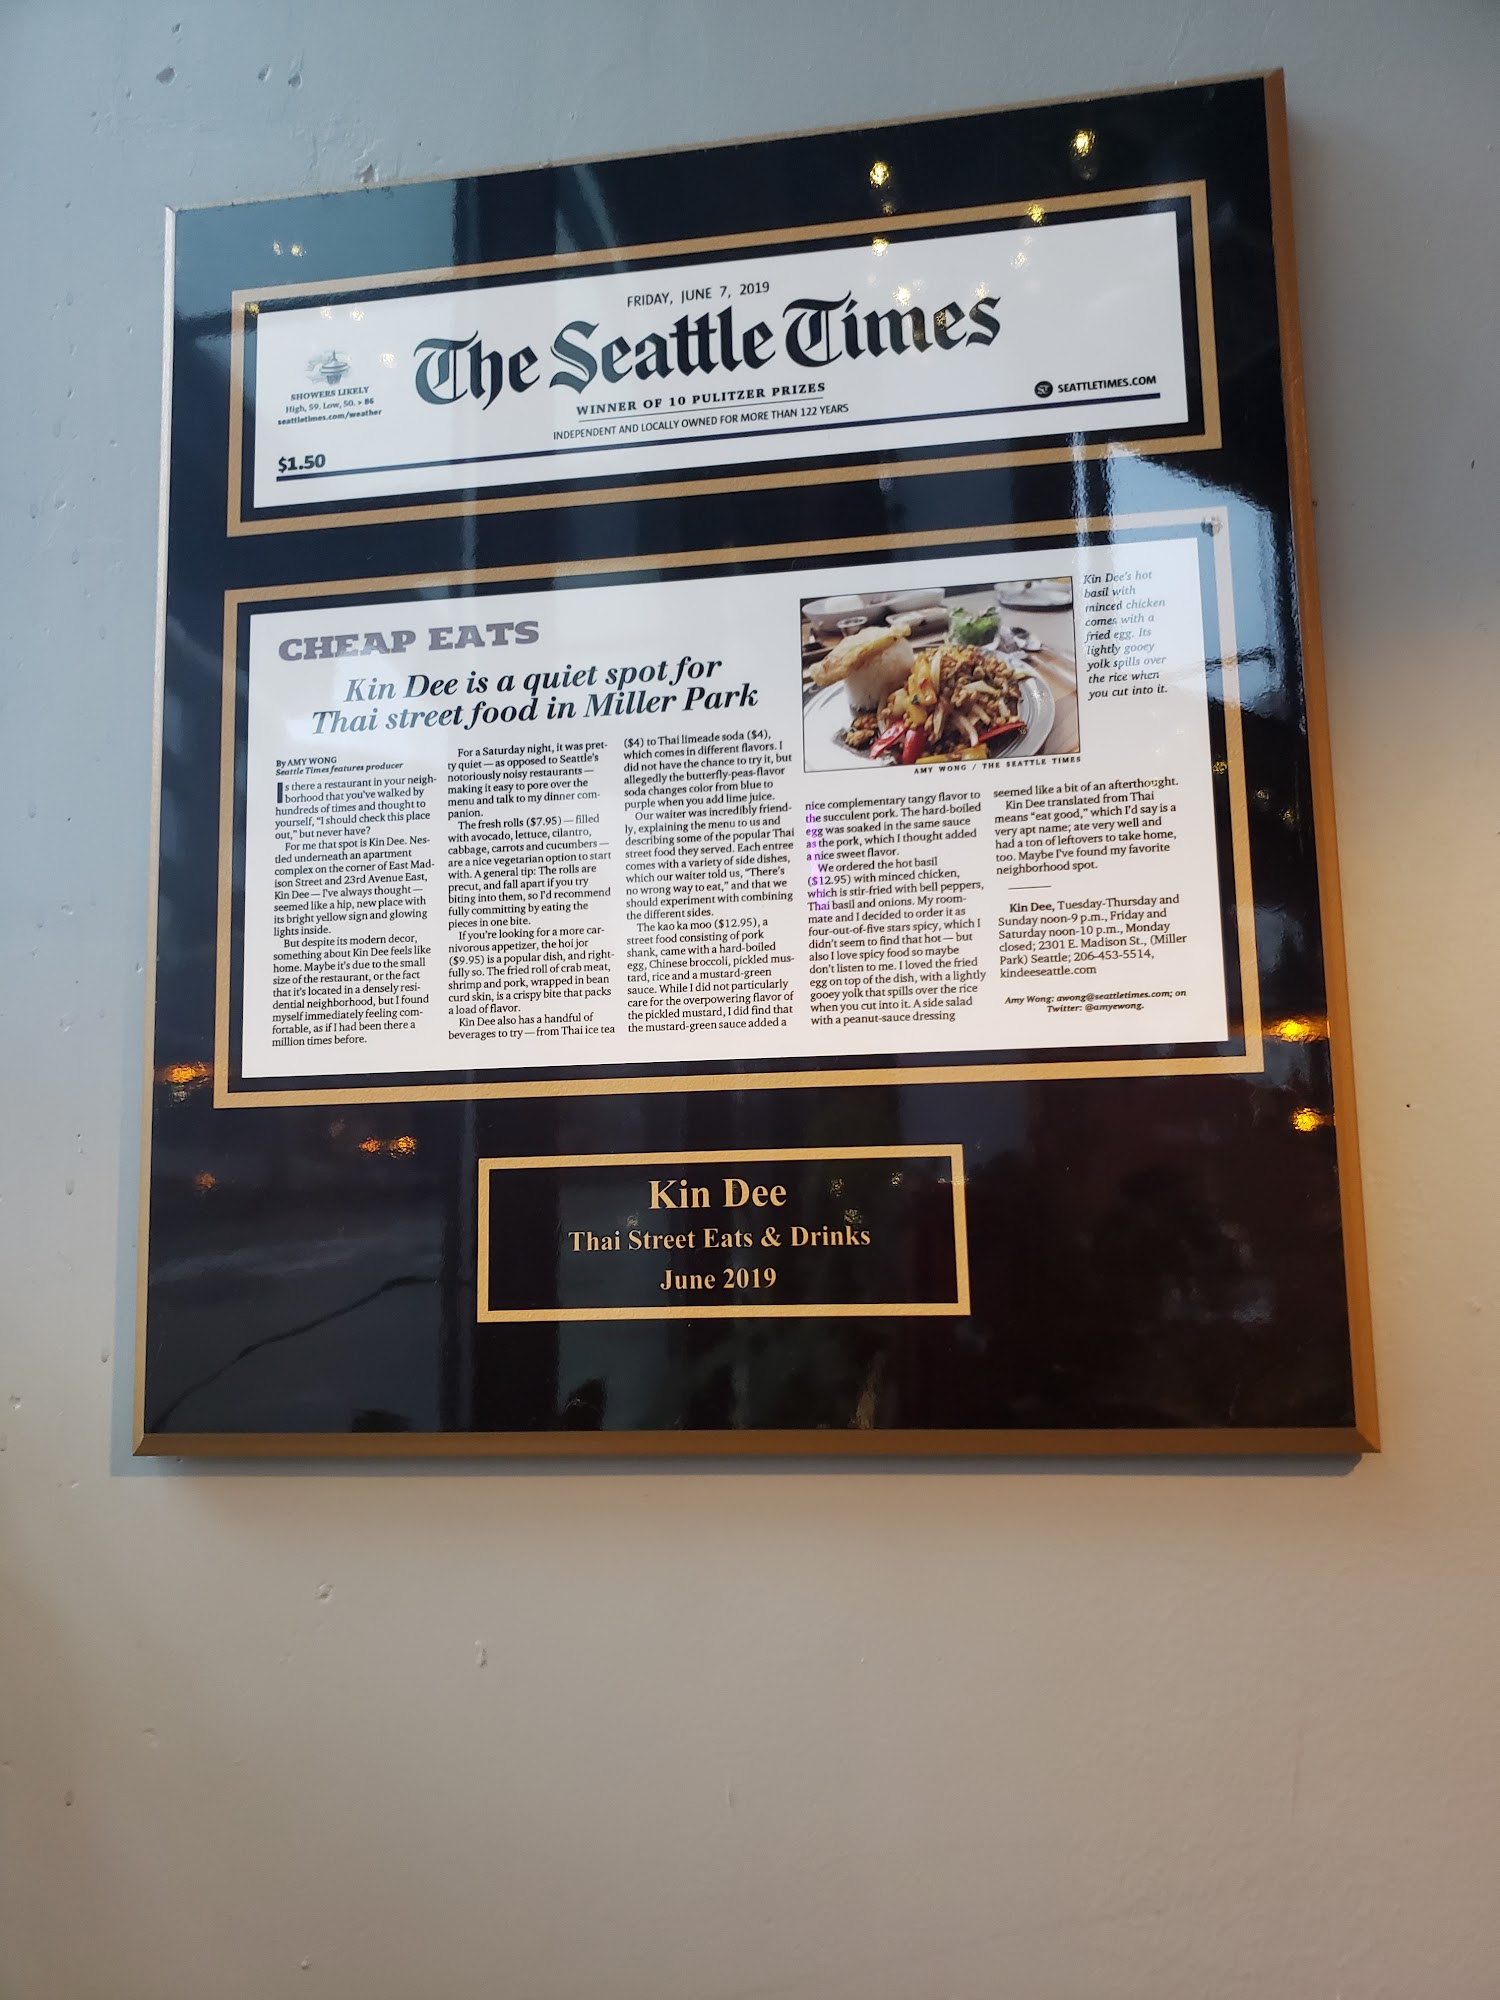 FRIDAY, JUNE 7, 2019
The Seattle Times
SHOWERS LIKELY
High, 59. Low, 50. > B6
seattletimes.com/weather
WINNER OF 10 PULITZER PRIZES
INDEPENDENT AND LOCALLY OWNED FOR MORE THAN 122 YEARS
ST SEATTLETIMES.COM
$1.50
CHEAP EATS
Kin Dee is a quiet spot for
Thai street food in Miller Park
By AMY WONG
Seattle Times features producer
Is there a restaurant in your neigh-
borhood that you've walked by
hundreds of times and thought to
yourself, "I should check this place
out," but never have?
For me that spot is Kin Dee. Nes-
tled underneath an apartment
complex on the corner of East Mad-
ison Street and 23rd Avenue East,
Kin Dee — I've always thought —
seemed like a hip, new place with
its bright yellow sign and glowing
lights inside.
But despite its modern decor,
something about Kin Dee feels like
home. Maybe it's due to the small
size of the restaurant, or the fact
that it's located in a densely resi-
dential neighborhood, but I found
myself immediately feeling com-
fortable, as if I had been there a
million times before.
For a Saturday night, it was pret-
ty quiet — as opposed to Seattle's
notoriously noisy restaurants —
making it easy to pore over the
menu and talk to my dinner com-
panion.
The fresh rolls ($7.95) — filled
with avocado, lettuce, cilantro,
cabbage, carrots and cucumbers —
are a nice vegetarian option to start
with. A general tip: The rolls are
precut, and fall apart if you try
biting into them, so I'd recommend
fully committing by eating the
pieces in one bite.
If you're looking for a more car-
nivorous appetizer, the hoi jor
($9.95) is a popular dish, and right-
fully so. The fried roll of crab meat,
shrimp and pork, wrapped in bean
curd skin, is a crispy bite that packs
a load of flavor.
Kin Dee also has a handful of
beverages to try — from Thai ice tea
($4) to Thai limeade soda ($4),
which comes in different flavors. I
did not have the chance to try it, but
allegedly the butterfly-peas-flavor
soda changes color from blue to
purple when you add lime juice.
Our waiter was incredibly friend-
ly, explaining the menu to us and
describing some of the popular Thai
street food they served. Each entree
comes with a variety of side dishes,
which our waiter told us, "There's
no wrong way to eat," and that we
should experiment with combining
the different sides.
The kao ka moo ($12.95), a
street food consisting of pork
shank, came with a hard-boiled
egg, Chinese broccoli, pickled mus-
tard, rice and a mustard-green
sauce. While I did not particularly
care for the overpowering flavor of
the pickled mustard, I did find that
the mustard-green sauce added a
Kin Dee's hot
basil with
minced chicken
comes with a
fried egg. Its
lightly gooey
yolk spills over
the rice when
you cut into it.
AMY WONG / THE SEATTLE TIMES
nice complementary tangy flavor to
the succulent pork. The hard-boiled
egg was soaked in the same sauce
as the pork, which I thought added
a nice sweet flavor.
We ordered the hot basil
($12.95) with minced chicken,
which is stir-fried with bell peppers,
Thai basil and onions. My room-
mate and I decided to order it as
four-out-of-five stars spicy, which I
didn't seem to find that hot — but
also I love spicy food so maybe
don't listen to me. I loved the fried
egg on top of the dish, with a lightly
gooey yolk that spills over the rice
when you cut into it. A side salad
with a peanut-sauce dressing
seemed like a bit of an afterthought.
Kin Dee translated from Thai
means "eat good," which I'd say is a
very apt name; ate very well and
had a ton of leftovers to take home,
too. Maybe I've found my favorite
neighborhood spot.
Kin Dee, Tuesday-Thursday and
Sunday noon-9 p.m., Friday and
Saturday noon-10 p.m., Monday
closed; 2301 E. Madison St., (Miller
Park) Seattle; 206-453-5514,
kindeeseattle.com
Amy Wong: awong@seattletimes.com; on
Twitter: @amyewong.
Kin Dee
Thai Street Eats & Drinks
June 2019